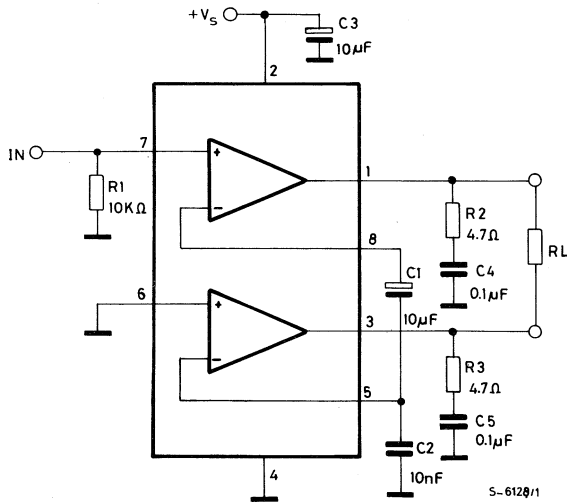 +Vs
C3
10µF
2
IN
7
R1
10KΩ
+
−
1
8
R2
4.7Ω
C4
0.1µF
RL
C1
10µF
6
+
−
3
5
R3
4.7Ω
C5
0.1µF
C2
10nF
4
S-6128/1